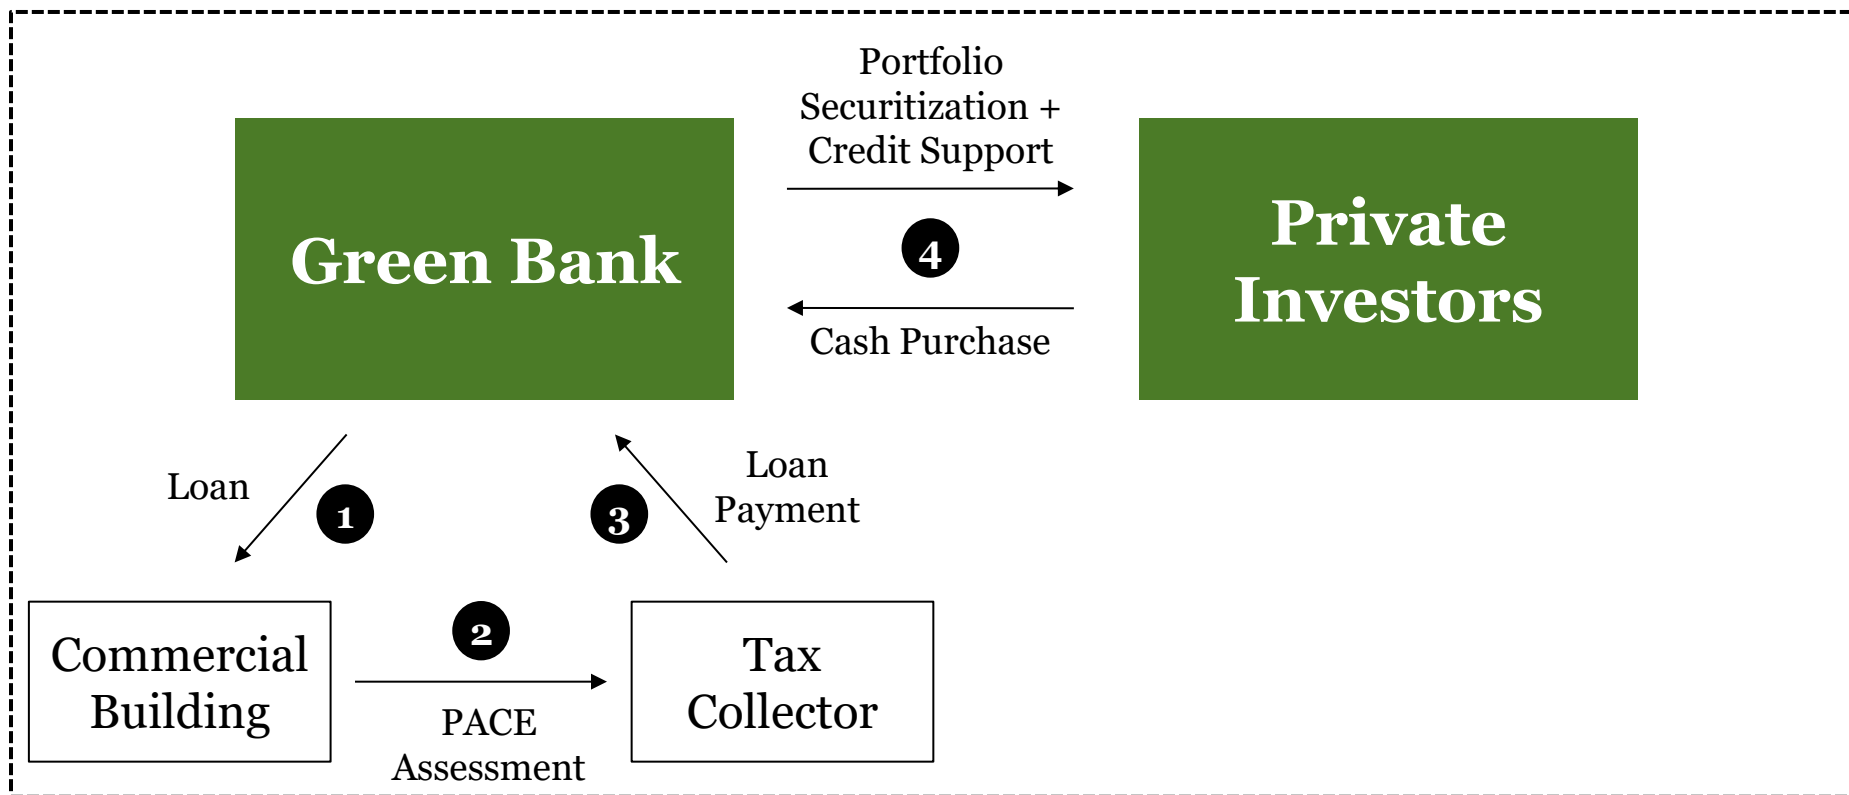 Portfolio
Securitization +
Credit Support
Green Bank
4
Private
Investors
Cash Purchase
Loan
1
3
Loan
Payment
Commercial
Building
2
PACE
Assessment
Tax
Collector